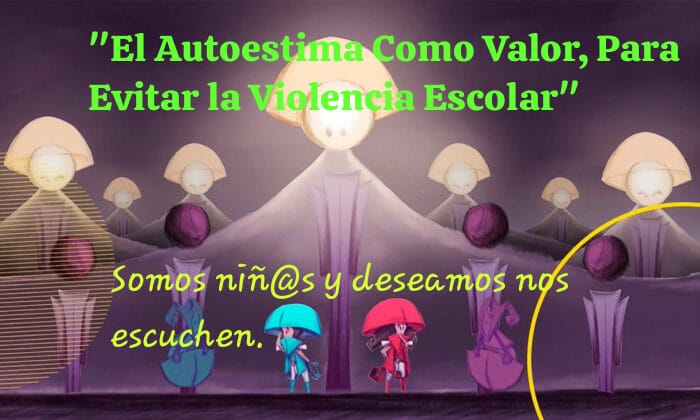 "El Autoestima Como Valor, Para
Evitar la Violencia Escolar"
Somos niñ@s y deseamos nos
escuchen.